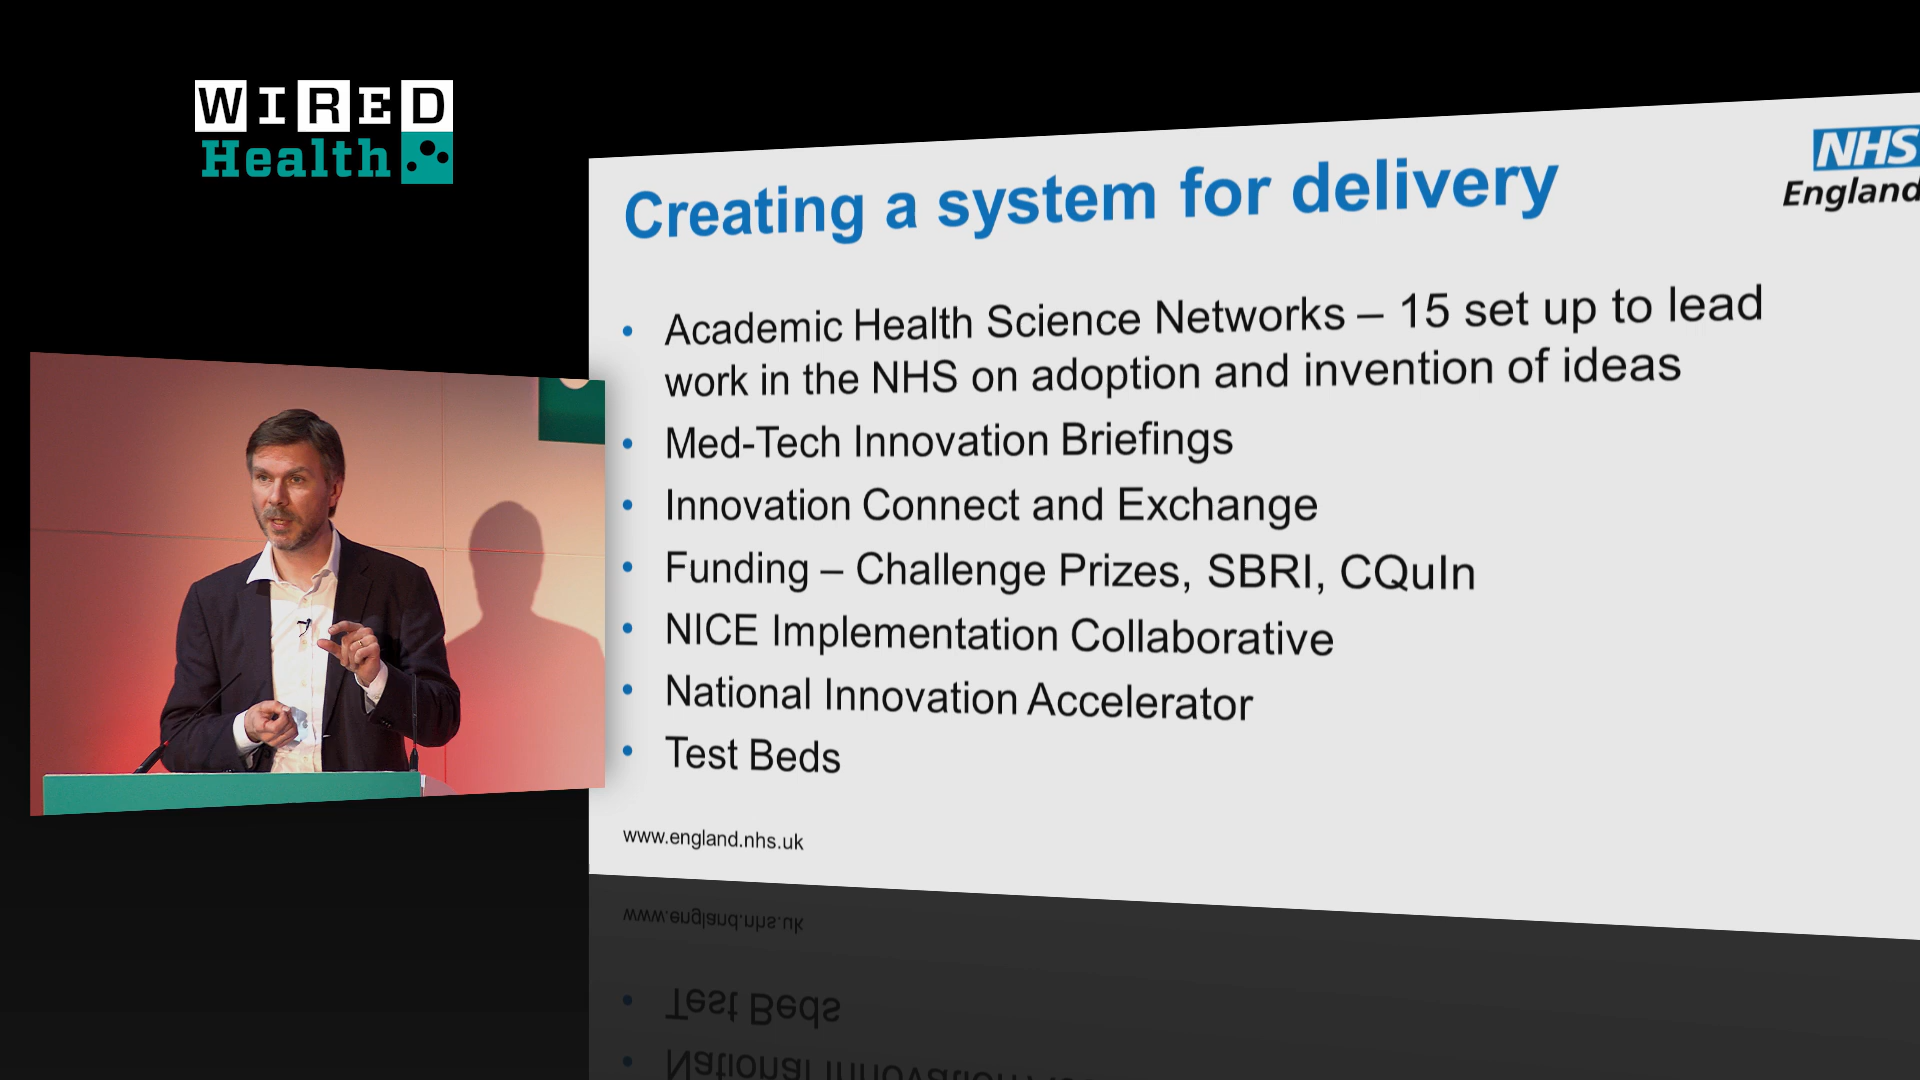 WIRED
Health
NHS
England
Creating a system for delivery
• Academic Health Science Networks – 15 set up to lead
work in the NHS on adoption and invention of ideas
• Med-Tech Innovation Briefings
• Innovation Connect and Exchange
• Funding – Challenge Prizes, SBRI, CQuIn
• NICE Implementation Collaborative
• National Innovation Accelerator
• Test Beds
www.england.nhs.uk